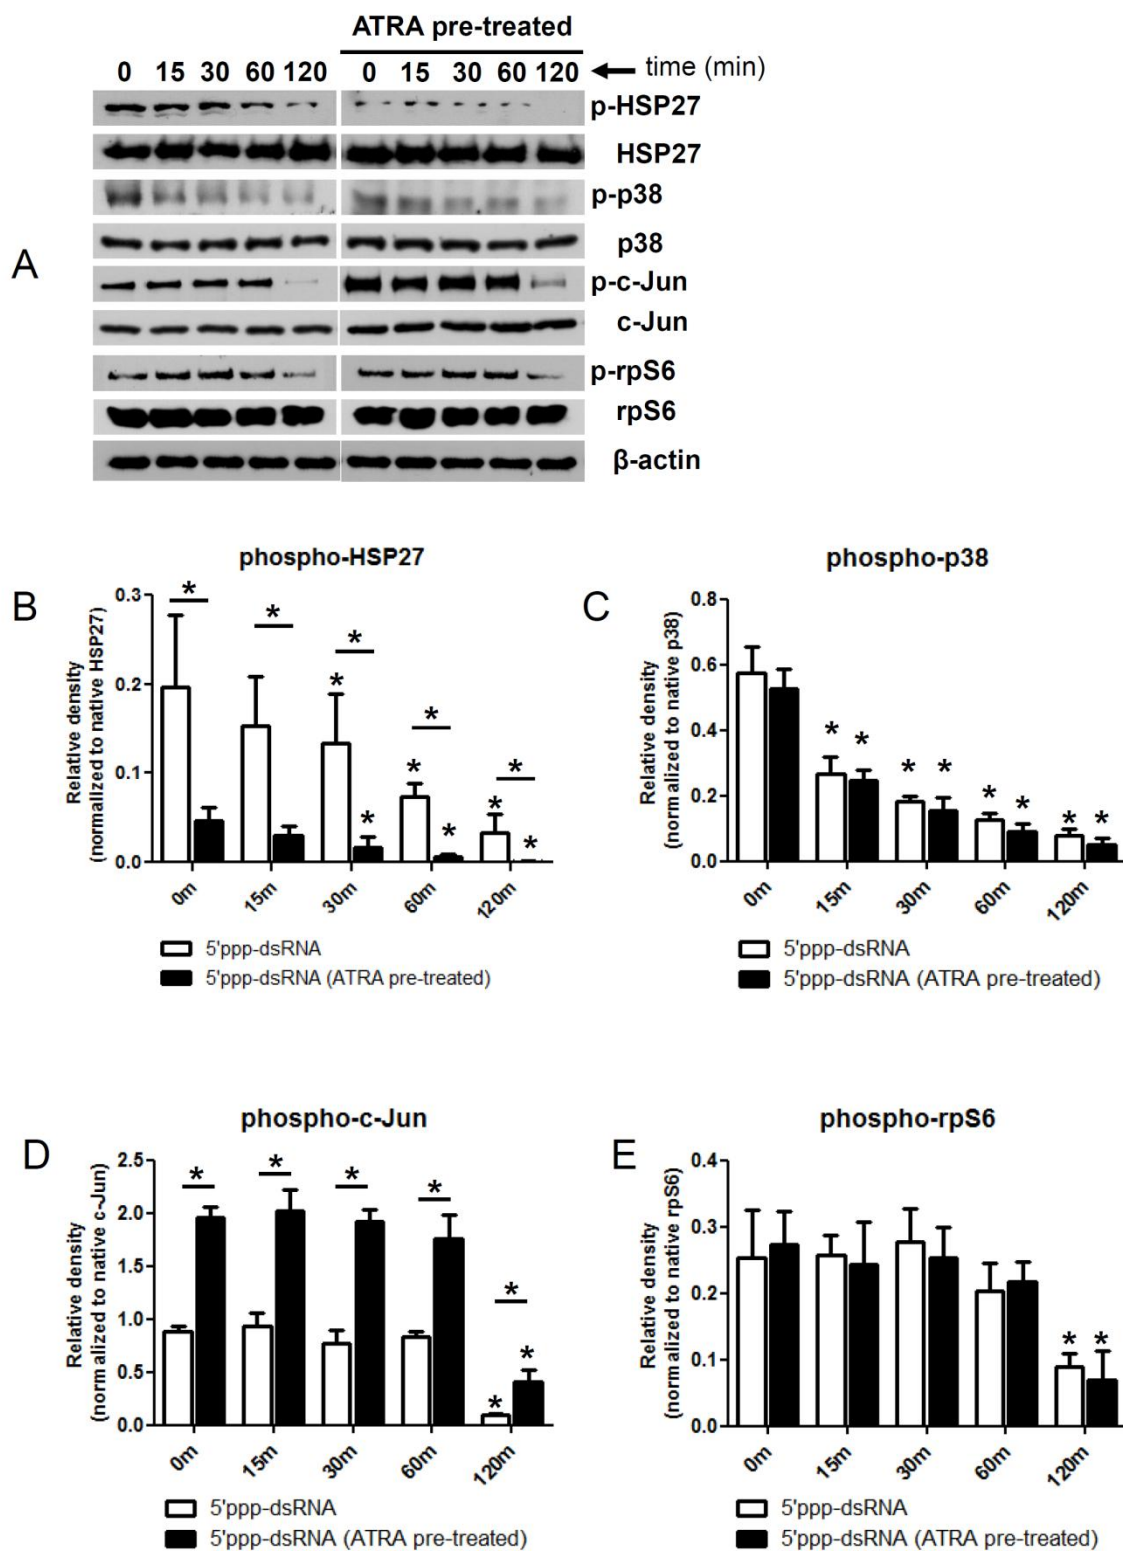 ATRA pre-treated
0 15 30 60 120 0 15 30 60 120 time (min)
p-HSP27
HSP27
p-p38
p38
A
p-c-Jun
c-Jun
p-rpS6
rpS6
β-actin
B
phospho-HSP27
Relative density
(normalized to native HSP27)
0.3
0.2
0.1
0.0
* * * * * * * * * * *
0m 15m 30m 60m 120m
5'ppp-dsRNA
5'ppp-dsRNA (ATRA pre-treated)
C
phospho-p38
Relative density
(normalized to native p38)
0.8
0.6
0.4
0.2
0.0
* * * * * * * *
0m 15m 30m 60m 120m
5'ppp-dsRNA
5'ppp-dsRNA (ATRA pre-treated)
D
phospho-c-Jun
Relative density
(normalized to native c-Jun)
2.5
2.0
1.5
1.0
0.5
0.0
* * * * * * *
0m 15m 30m 60m 120m
5'ppp-dsRNA
5'ppp-dsRNA (ATRA pre-treated)
E
phospho-rpS6
Relative density
(normalized to native rpS6)
0.4
0.3
0.2
0.1
0.0
* *
0m 15m 30m 60m 120m
5'ppp-dsRNA
5'ppp-dsRNA (ATRA pre-treated)